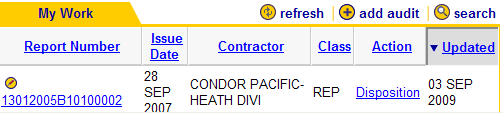 My Work refresh add audit search
Report Number Issue Date Contractor Class Action Updated
13012005B10100002 28 SEP 2007 CONDOR PACIFIC-HEATH DIVI REP Disposition 03 SEP 2009